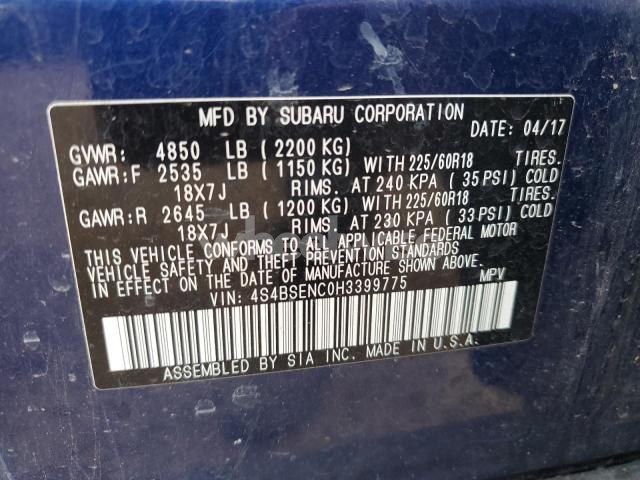 MFD BY SUBARU CORPORATION
DATE: 04/17
GVWR: 4850 LB (2200 KG)
GAWR:F 2535 LB (1150 KG) WITH 225/60R18 TIRES.
18X7J RIMS. AT 240 KPA (35 PSI) COLD
GAWR:R 2645 LB (1200 KG) WITH 225/60R18 TIRES.
18X7J RIMS. AT 230 KPA (33 PSI) COLD
THIS VEHICLE CONFORMS TO ALL APPLICABLE FEDERAL MOTOR
VEHICLE SAFETY AND THEFT PREVENTION STANDARDS
IN EFFECT ON THE DATE OF MANUFACTURE SHOWN ABOVE.
VIN: 4S4BSENC0H3399775 MPV
ASSEMBLED BY SIA INC. MADE IN U.S.A.